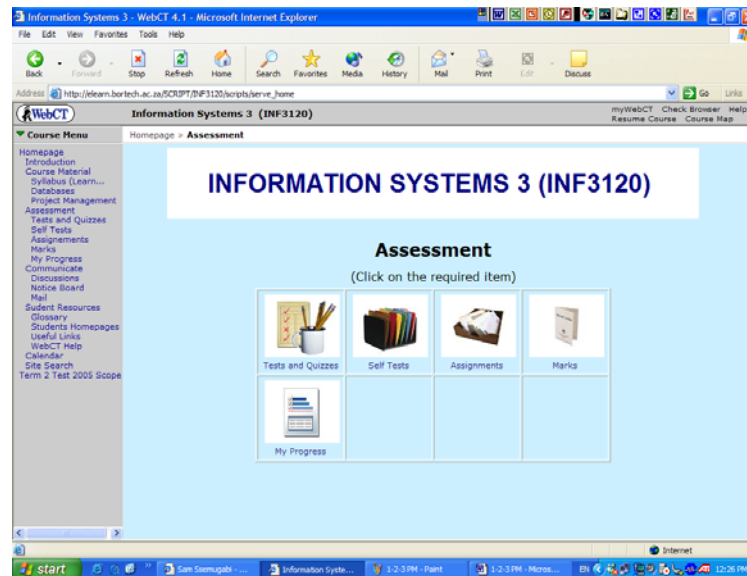 Information Systems 3 - WebCT 4.1 - Microsoft Internet Explorer
File Edit View Favorites Tools Help
Back Forward Stop Refresh Home Search Favorites Media History Mail Print Edit Discuss
Address http://elearn.bortech.ac.za/SCRIPT/INF3120/scripts/serve_home Go Links
WebCT Information Systems 3 (INF3120) myWebCT Check Browser Help
Resume Course Course Map
Course Menu Homepage > Assessment
Homepage
Introduction
Course Material
Syllabus (Learn...
Databases
Project Management
Assessment
Tests and Quizzes
Self Tests
Assignements
Marks
My Progress
Communicate
Discussions
Notice Board
Mail
Sudent Resources
Glossary
Students Homepages
Useful Links
WebCT Help
Calendar
Site Search
Term 2 Test 2005 Scope
INFORMATION SYSTEMS 3 (INF3120)
Assessment
(Click on the required item)
Tests and Quizzes Self Tests Assignments Marks
My Progress
Internet
start Sam Ssemugabi - ... Information Syste... 1-2-3 PM - Paint 1-2-3 PM - Micros... EN 12:26 PM